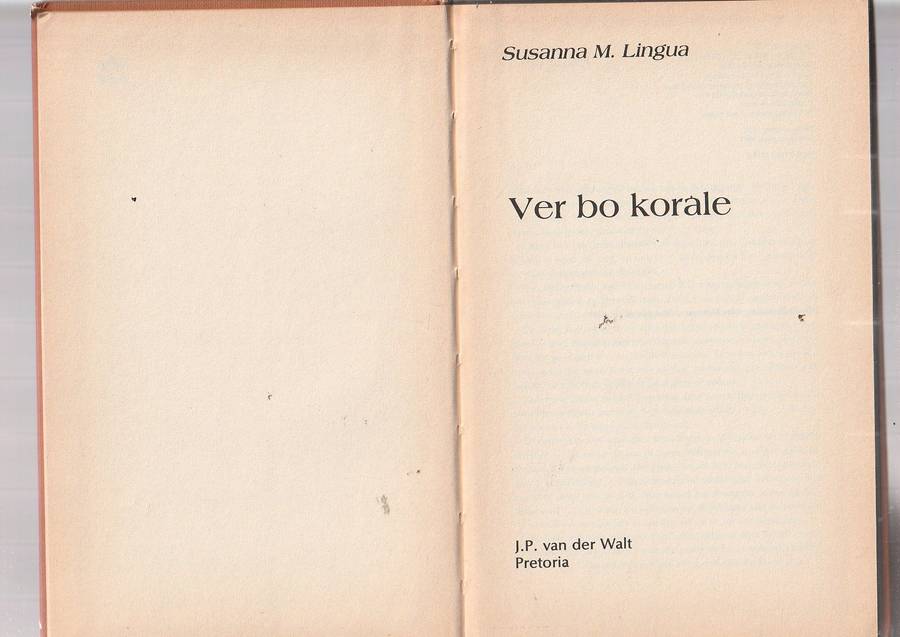 Susanna M. Lingua
Ver bo korale
J.P. van der Walt
Pretoria